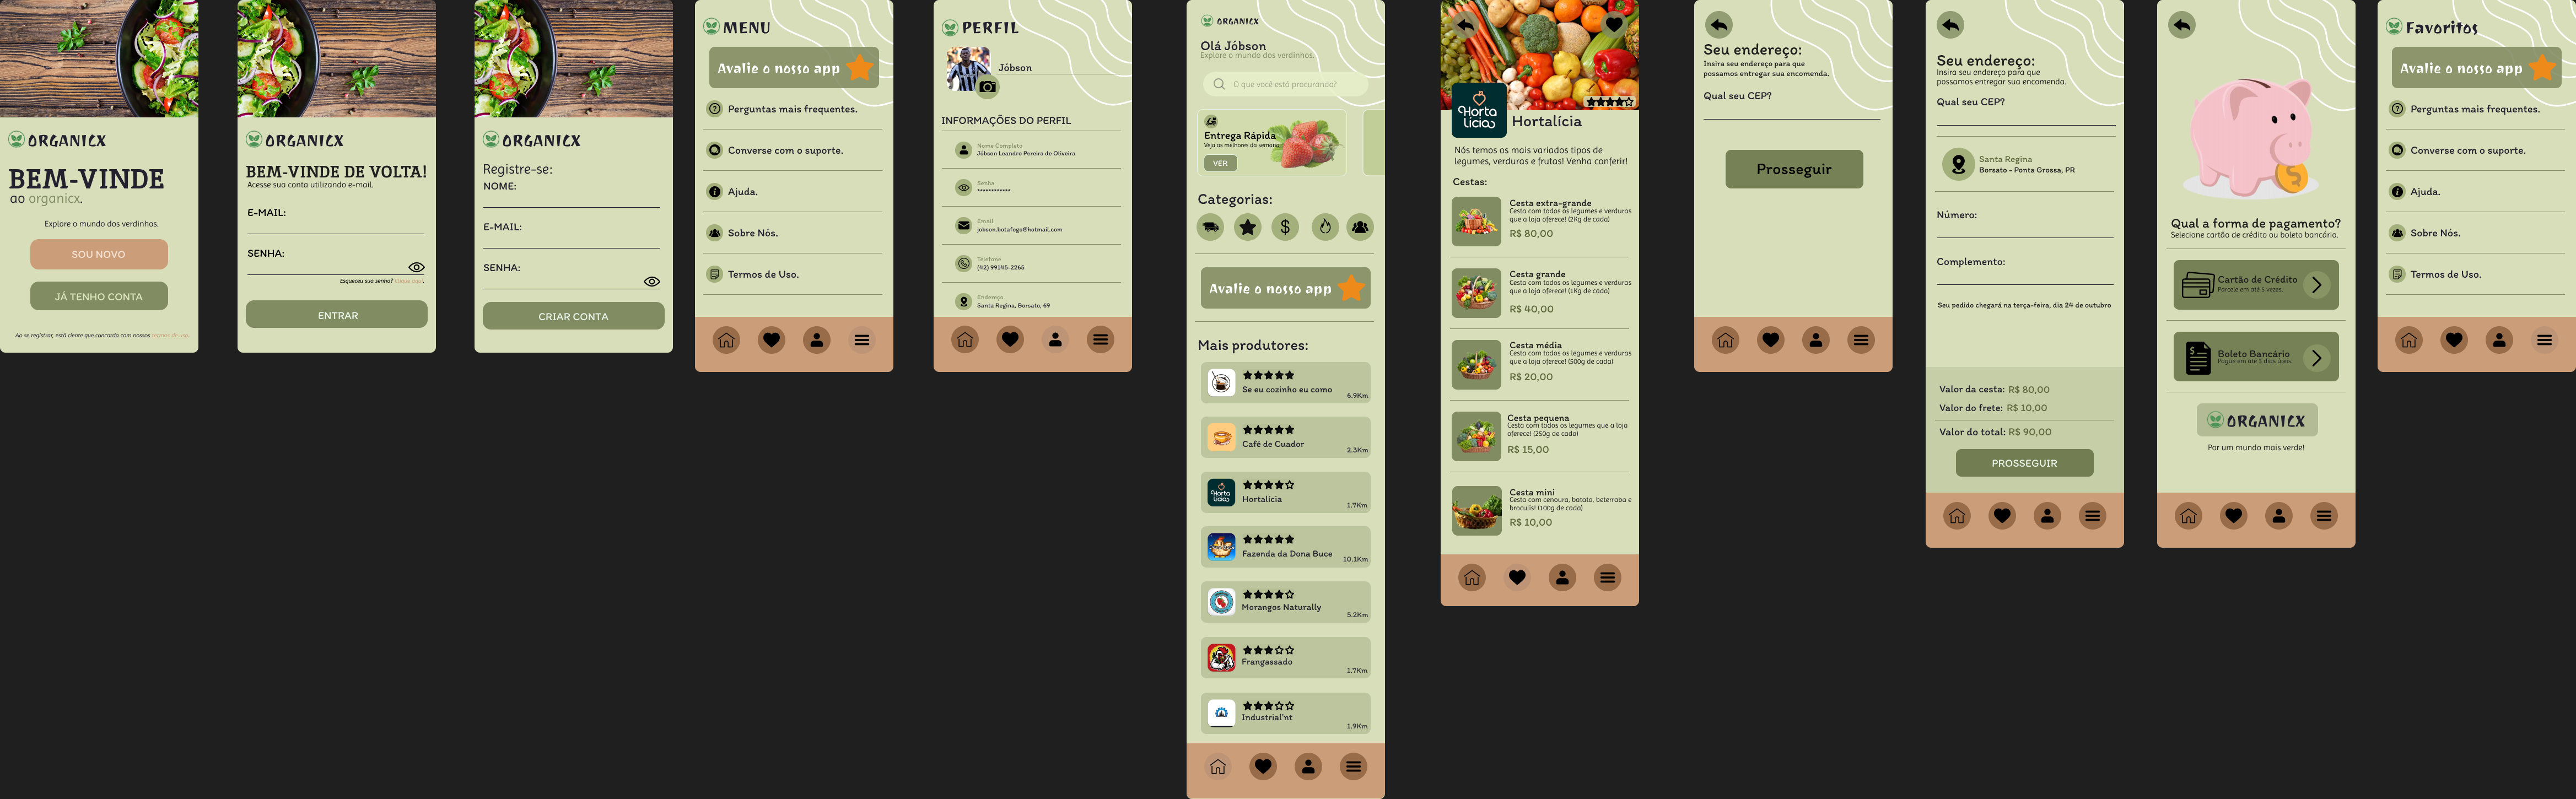 ORGANICX
BEM-VINDE
ao organicx.
Explore o mundo dos verdinhos.
SOU NOVO
JÁ TENHO CONTA
Ao se registrar, está ciente que concorda com nossos termos de uso.
ORGANICX
BEM-VINDE DE VOLTA!
Acesse sua conta utilizando e-mail.
E-MAIL:
SENHA:
Esqueceu sua senha? Clique aqui.
ENTRAR
ORGANICX
Registre-se:
NOME:
E-MAIL:
SENHA:
CRIAR CONTA
MENU
Avalie o nosso app
Perguntas mais frequentes.
Converse com o suporte.
Ajuda.
Sobre Nós.
Termos de Uso.
PERFIL
Jóbson
INFORMAÇÕES DO PERFIL
Nome Completo
Jóbson Leandro Pereira de Oliveira
Senha
************
Email
jobson.botafogo@hotmail.com
Telefone
(42) 99145-2265
Endereço
Santa Regina, Borsato, 69
ORGANICX
Olá Jóbson
Explore o mundo dos verdinhos.
O que você está procurando?
Entrega Rápida
Veja os melhores da semana.
VER
Categorias:
Avalie o nosso app
Mais produtores:
Se eu cozinho eu como
6.9Km
Café de Cuador
2.3Km
Horta
lícia
Hortalícia
1.7Km
Fazenda da Dona Buce
10.1Km
Morangos Naturally
5.2Km
Frangassado
1.7Km
Industrial'nt
1.9Km
Horta
lícia
Hortalícia
Nós temos os mais variados tipos de
legumes, verduras e frutas! Venha conferir!
Cestas:
Cesta extra-grande
Cesta com todos os legumes e verduras
que a loja oferece! (2Kg de cada)
R$ 80,00
Cesta grande
Cesta com todos os legumes e verduras
que a loja oferece! (1Kg de cada)
R$ 40,00
Cesta média
Cesta com todos os legumes e verduras
que a loja oferece! (500g de cada)
R$ 20,00
Cesta pequena
Cesta com todos os legumes que a loja
oferece! (250g de cada)
R$ 15,00
Cesta mini
Cesta com cenoura, batata, beterraba e
broculis! (100g de cada)
R$ 10,00
Seu endereço:
Insira seu endereço para que
possamos entregar sua encomenda.
Qual seu CEP?
Prosseguir
Seu endereço:
Insira seu endereço para que
possamos entregar sua encomenda.
Qual seu CEP?
Santa Regina
Borsato - Ponta Grossa, PR
Número:
Complemento:
Seu pedido chegará na terça-feira, dia 24 de outubro
Valor da cesta: R$ 80,00
Valor do frete: R$ 10,00
Valor do total: R$ 90,00
PROSSEGUIR
Qual a forma de pagamento?
Selecione cartão de crédito ou boleto bancário.
Cartão de Crédito
Parcele em até 5 vezes.
Boleto Bancário
Pague em até 3 dias úteis.
ORGANICX
Por um mundo mais verde!
Favoritos
Avalie o nosso app
Perguntas mais frequentes.
Converse com o suporte.
Ajuda.
Sobre Nós.
Termos de Uso.